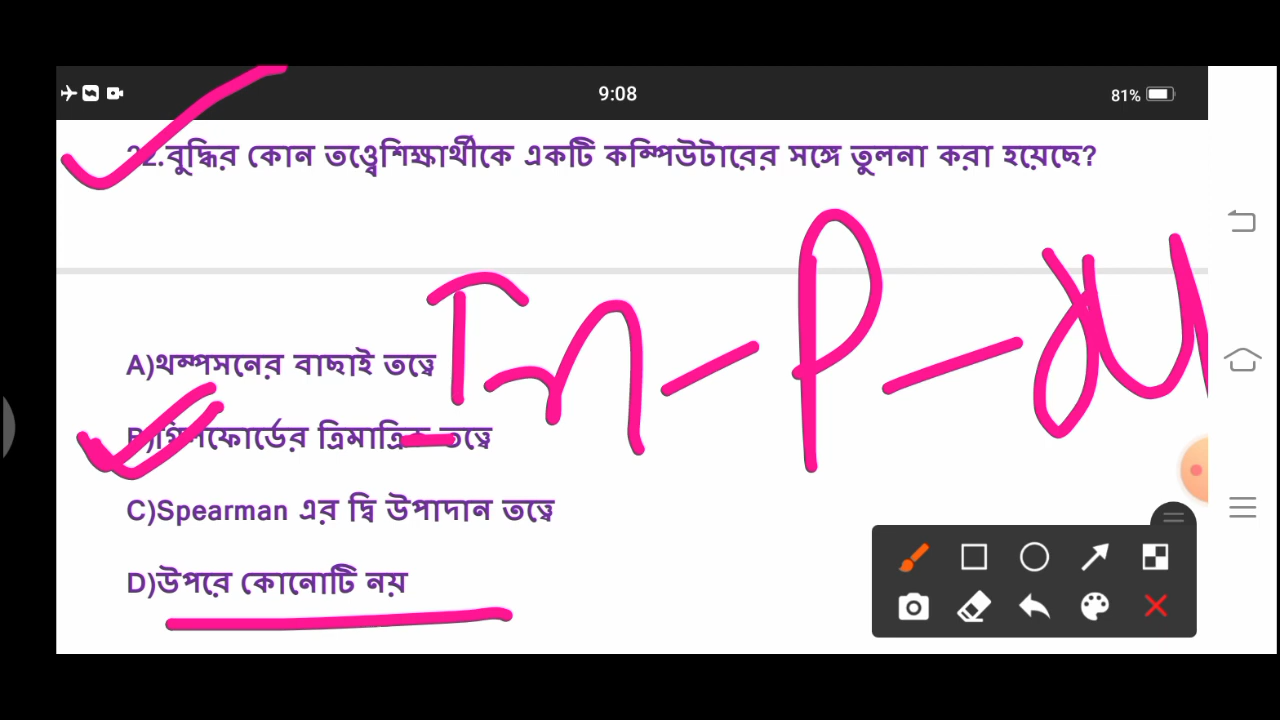 9:08
81%
22.বুদ্ধির কোন তত্ত্বেশিক্ষার্থীকে একটি কম্পিউটারের সঙ্গে তুলনা করা হয়েছে?
In-P-
A)থম্পসনের বাছাই তত্ত্বে
B)গিলফোর্ডের ত্রিমাত্রিক তত্ত্বে
C)Spearman এর দ্বি উপাদান তত্ত্বে
D)উপরে কোনোটি নয়